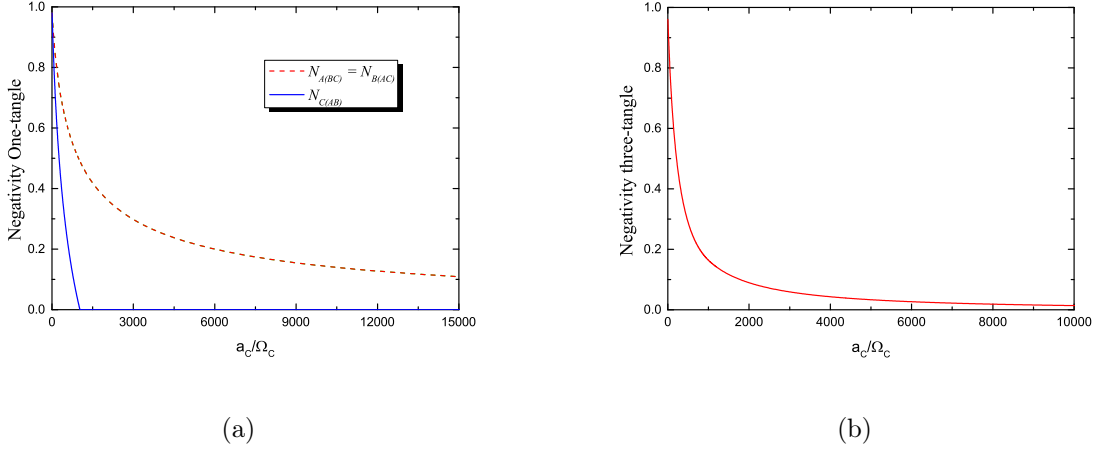 1.0
0.8
0.6
0.4
0.2
0.0
Negativity One-tangle
N_{A(BC)} = N_{B(AC)}
N_{C(AB)}
0 3000 6000 9000 12000 15000
a_C/Ω_C
(a)
1.0
0.8
0.6
0.4
0.2
0.0
Negativity three-tangle
0 2000 4000 6000 8000 10000
a_C/Ω_C
(b)